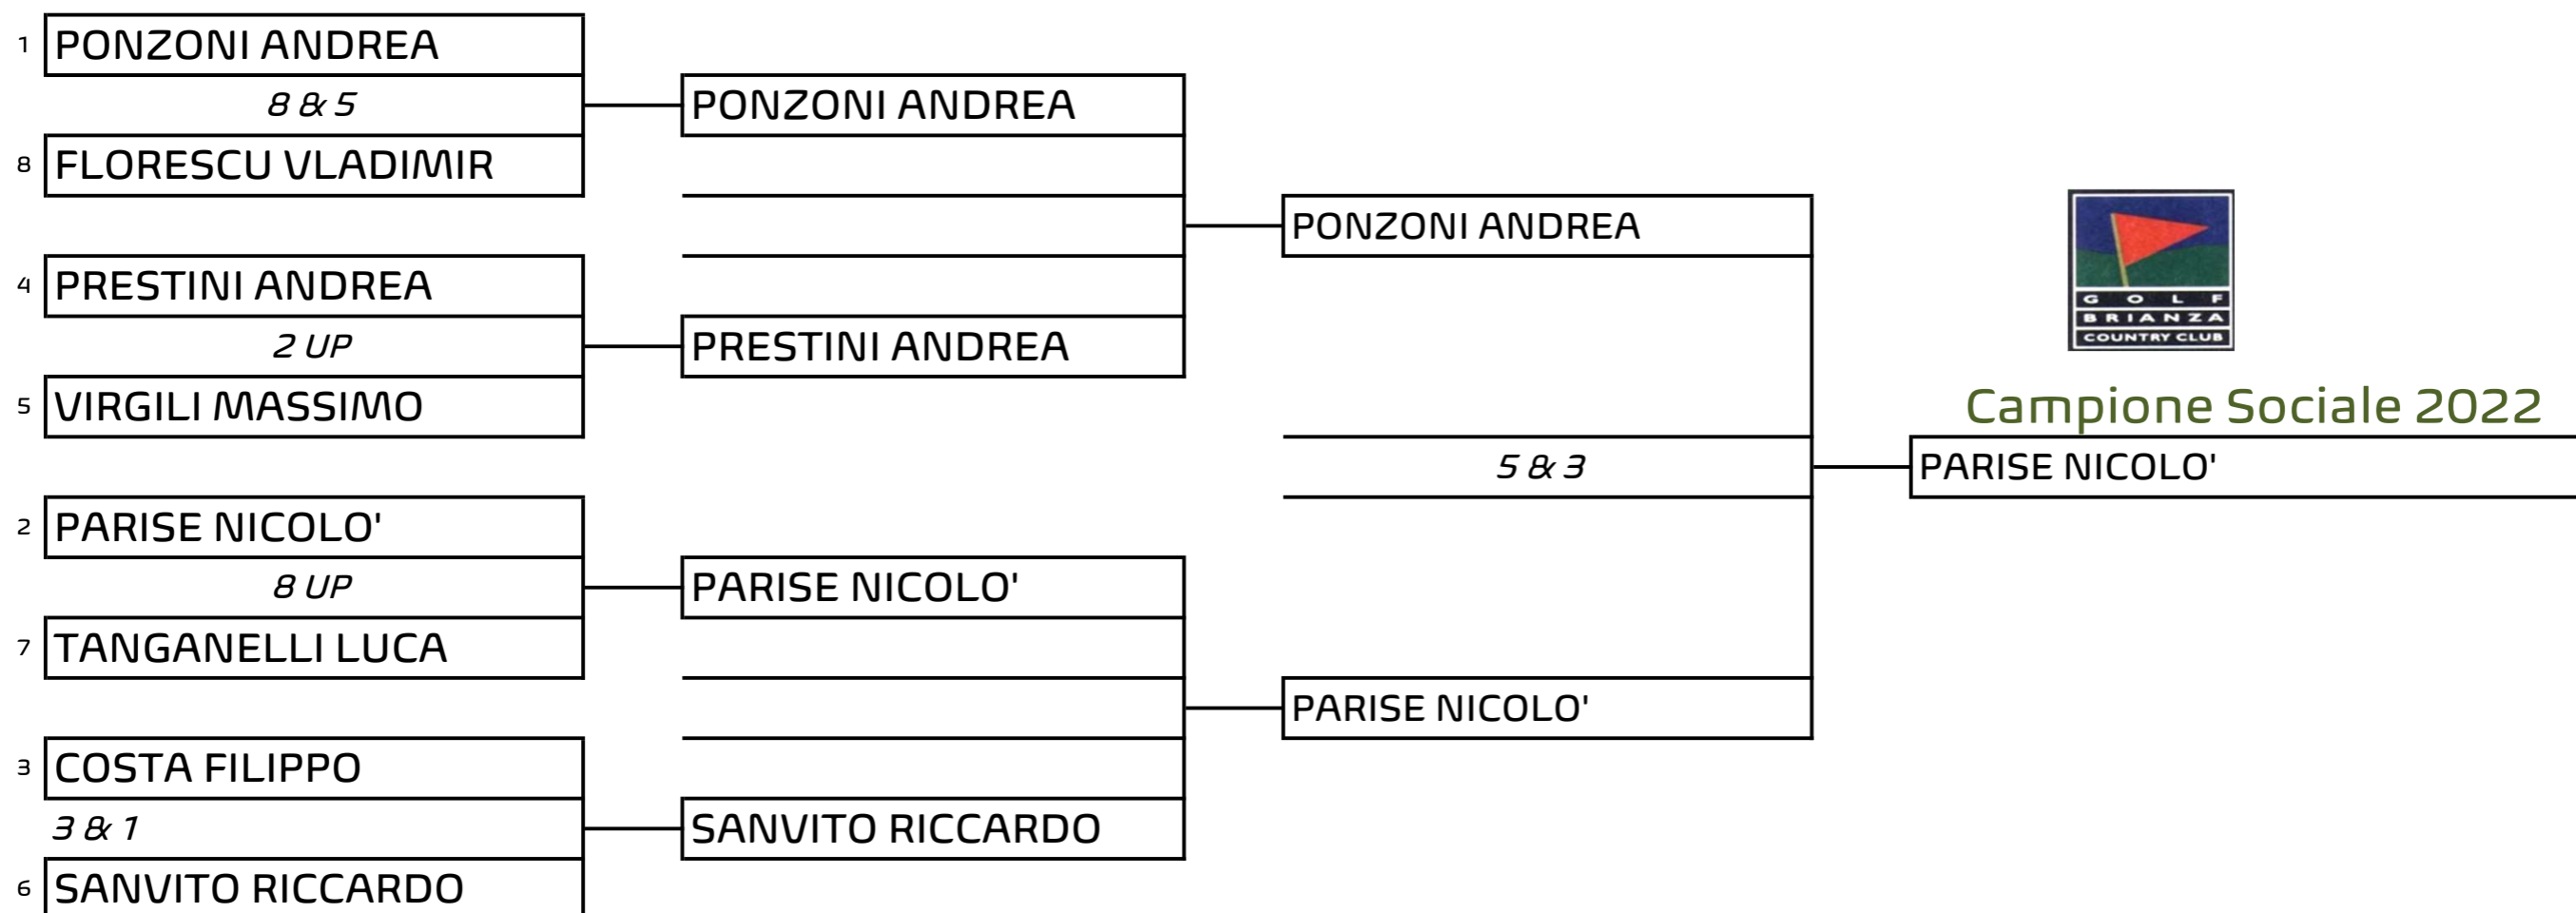 1 PONZONI ANDREA
8 & 5
8 FLORESCU VLADIMIR
4 PRESTINI ANDREA
2 UP
5 VIRGILI MASSIMO
2 PARISE NICOLO'
8 UP
7 TANGANELLI LUCA
3 COSTA FILIPPO
3 & 1
6 SANVITO RICCARDO
PONZONI ANDREA
PRESTINI ANDREA
PARISE NICOLO'
SANVITO RICCARDO
PONZONI ANDREA
5 & 3
PARISE NICOLO'
GOLF
BRIANZA
COUNTRY CLUB
Campione Sociale 2022
PARISE NICOLO'